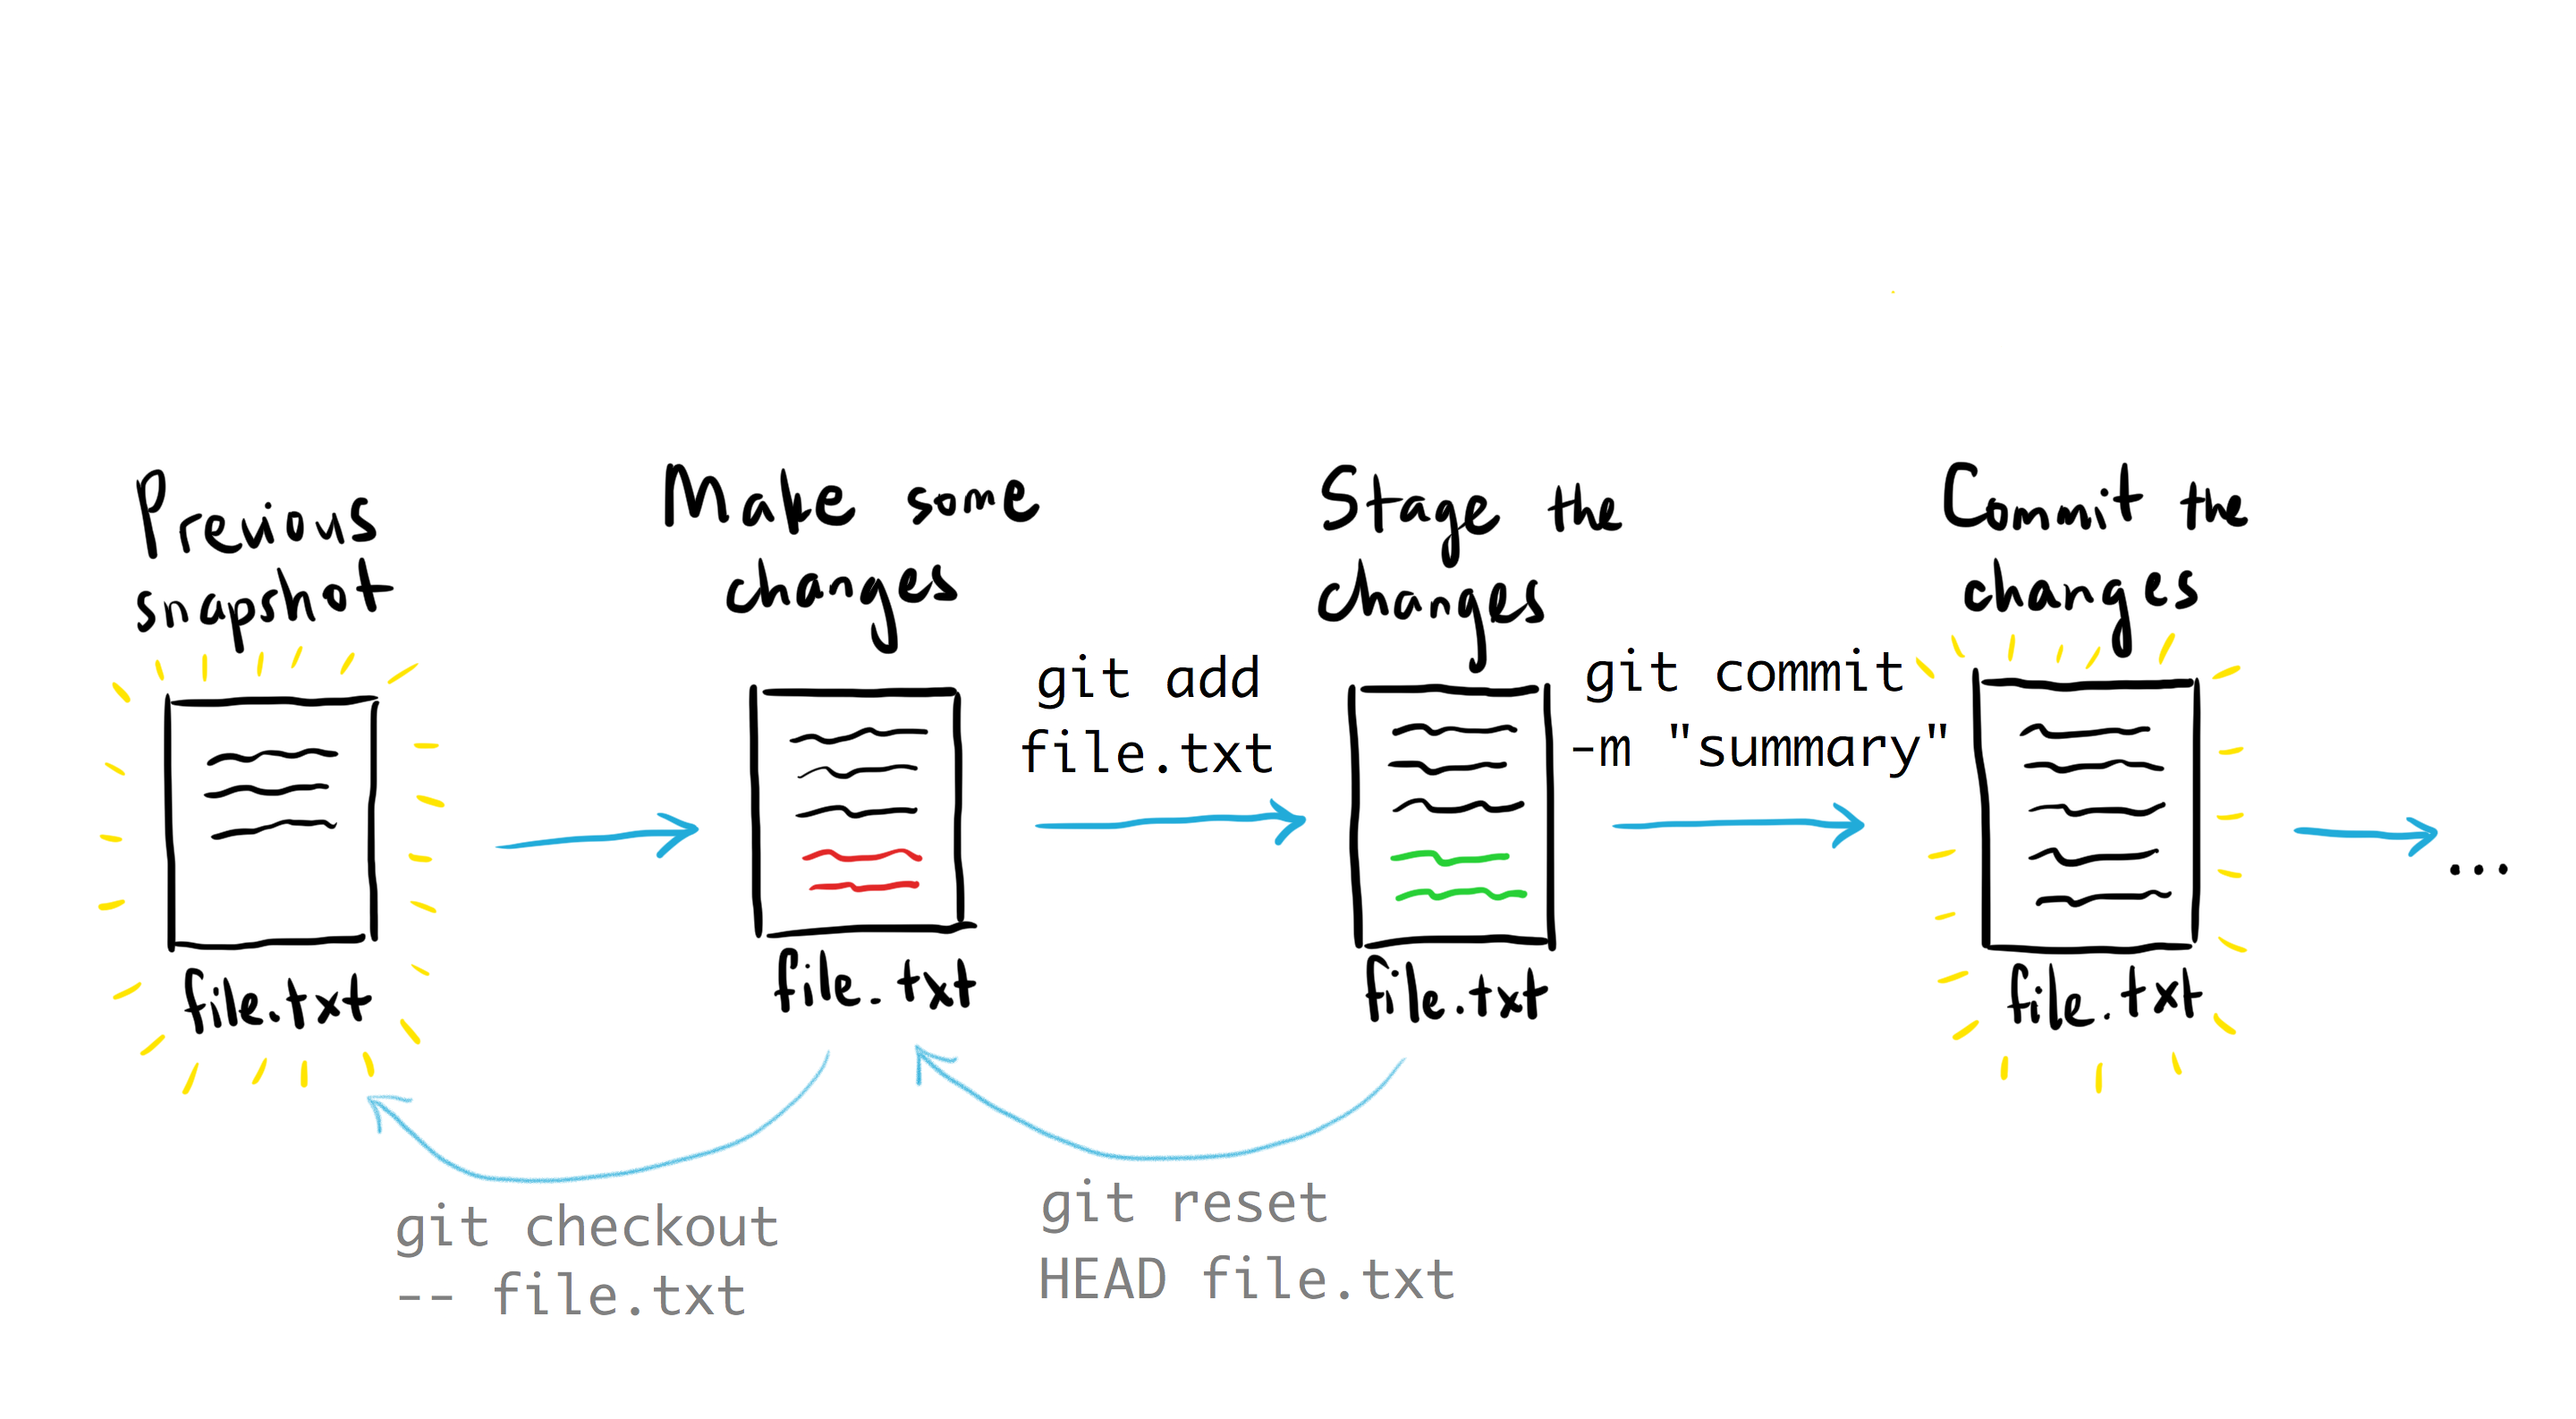 Previous
snapshot
Make some
changes
Stage the
changes
Commit the
changes
git add
file.txt
git commit
-m "summary"
...
file.txt
file.txt
file.txt
file.txt
git checkout
-- file.txt
git reset
HEAD file.txt